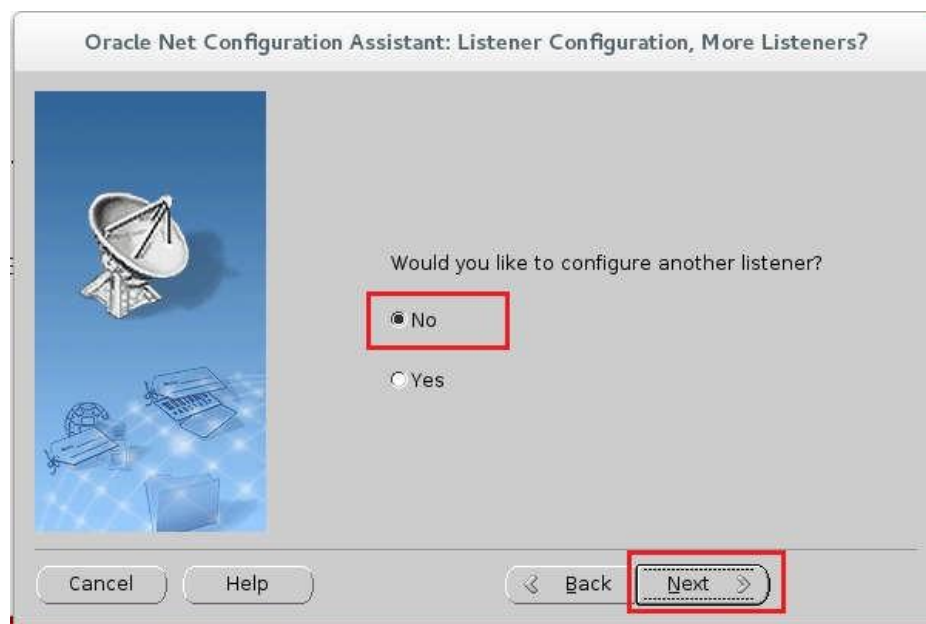 Oracle Net Configuration Assistant: Listener Configuration, More Listeners?
Would you like to configure another listener?
No
Yes
Cancel Help Back Next